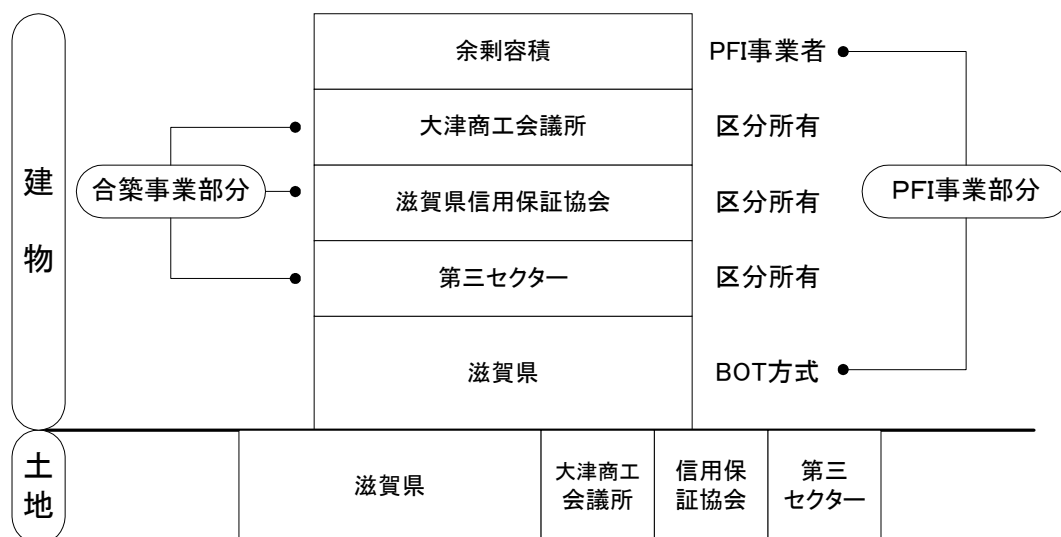 余剰容積
PFI事業者
大津商工会議所
区分所有
建物
合築事業部分
滋賀県信用保証協会
区分所有
PFI事業部分
第三セクター
区分所有
滋賀県
BOT方式
土地
滋賀県
大津商工
会議所
信用保
証協会
第三
セクター